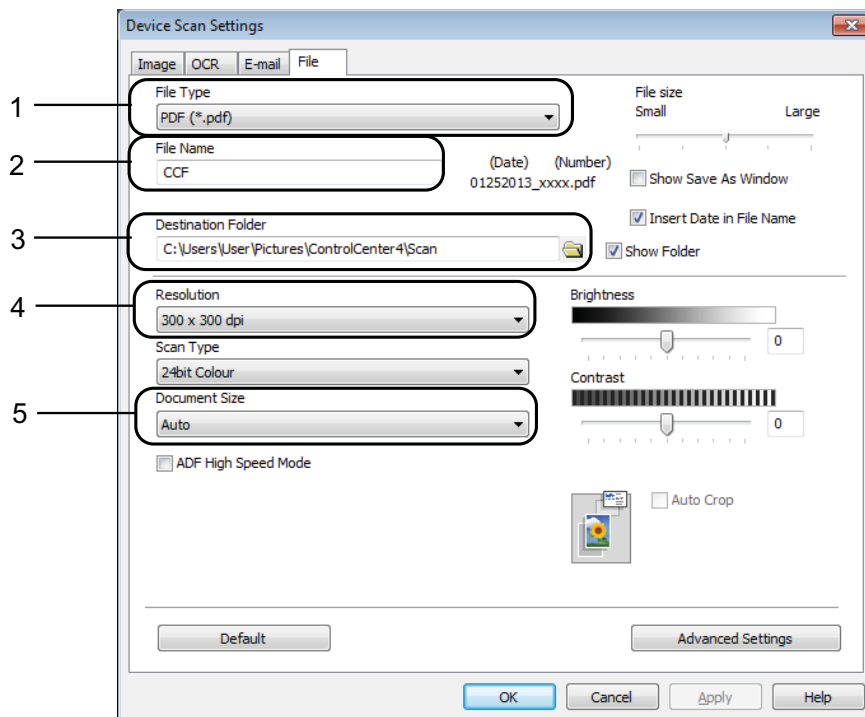 Device Scan Settings
Image OCR E-mail File
1
File Type
PDF (*.pdf)
File size
Small Large
2
File Name
CCF
(Date) (Number)
01252013_xxxx.pdf
Show Save As Window
Insert Date in File Name
3
Destination Folder
C:\Users\User\Pictures\ControlCenter4\Scan
Show Folder
4
Resolution
300 x 300 dpi
Brightness
0
Scan Type
24bit Colour
Contrast
0
5
Document Size
Auto
ADF High Speed Mode
Auto Crop
Default
Advanced Settings
OK Cancel Apply Help